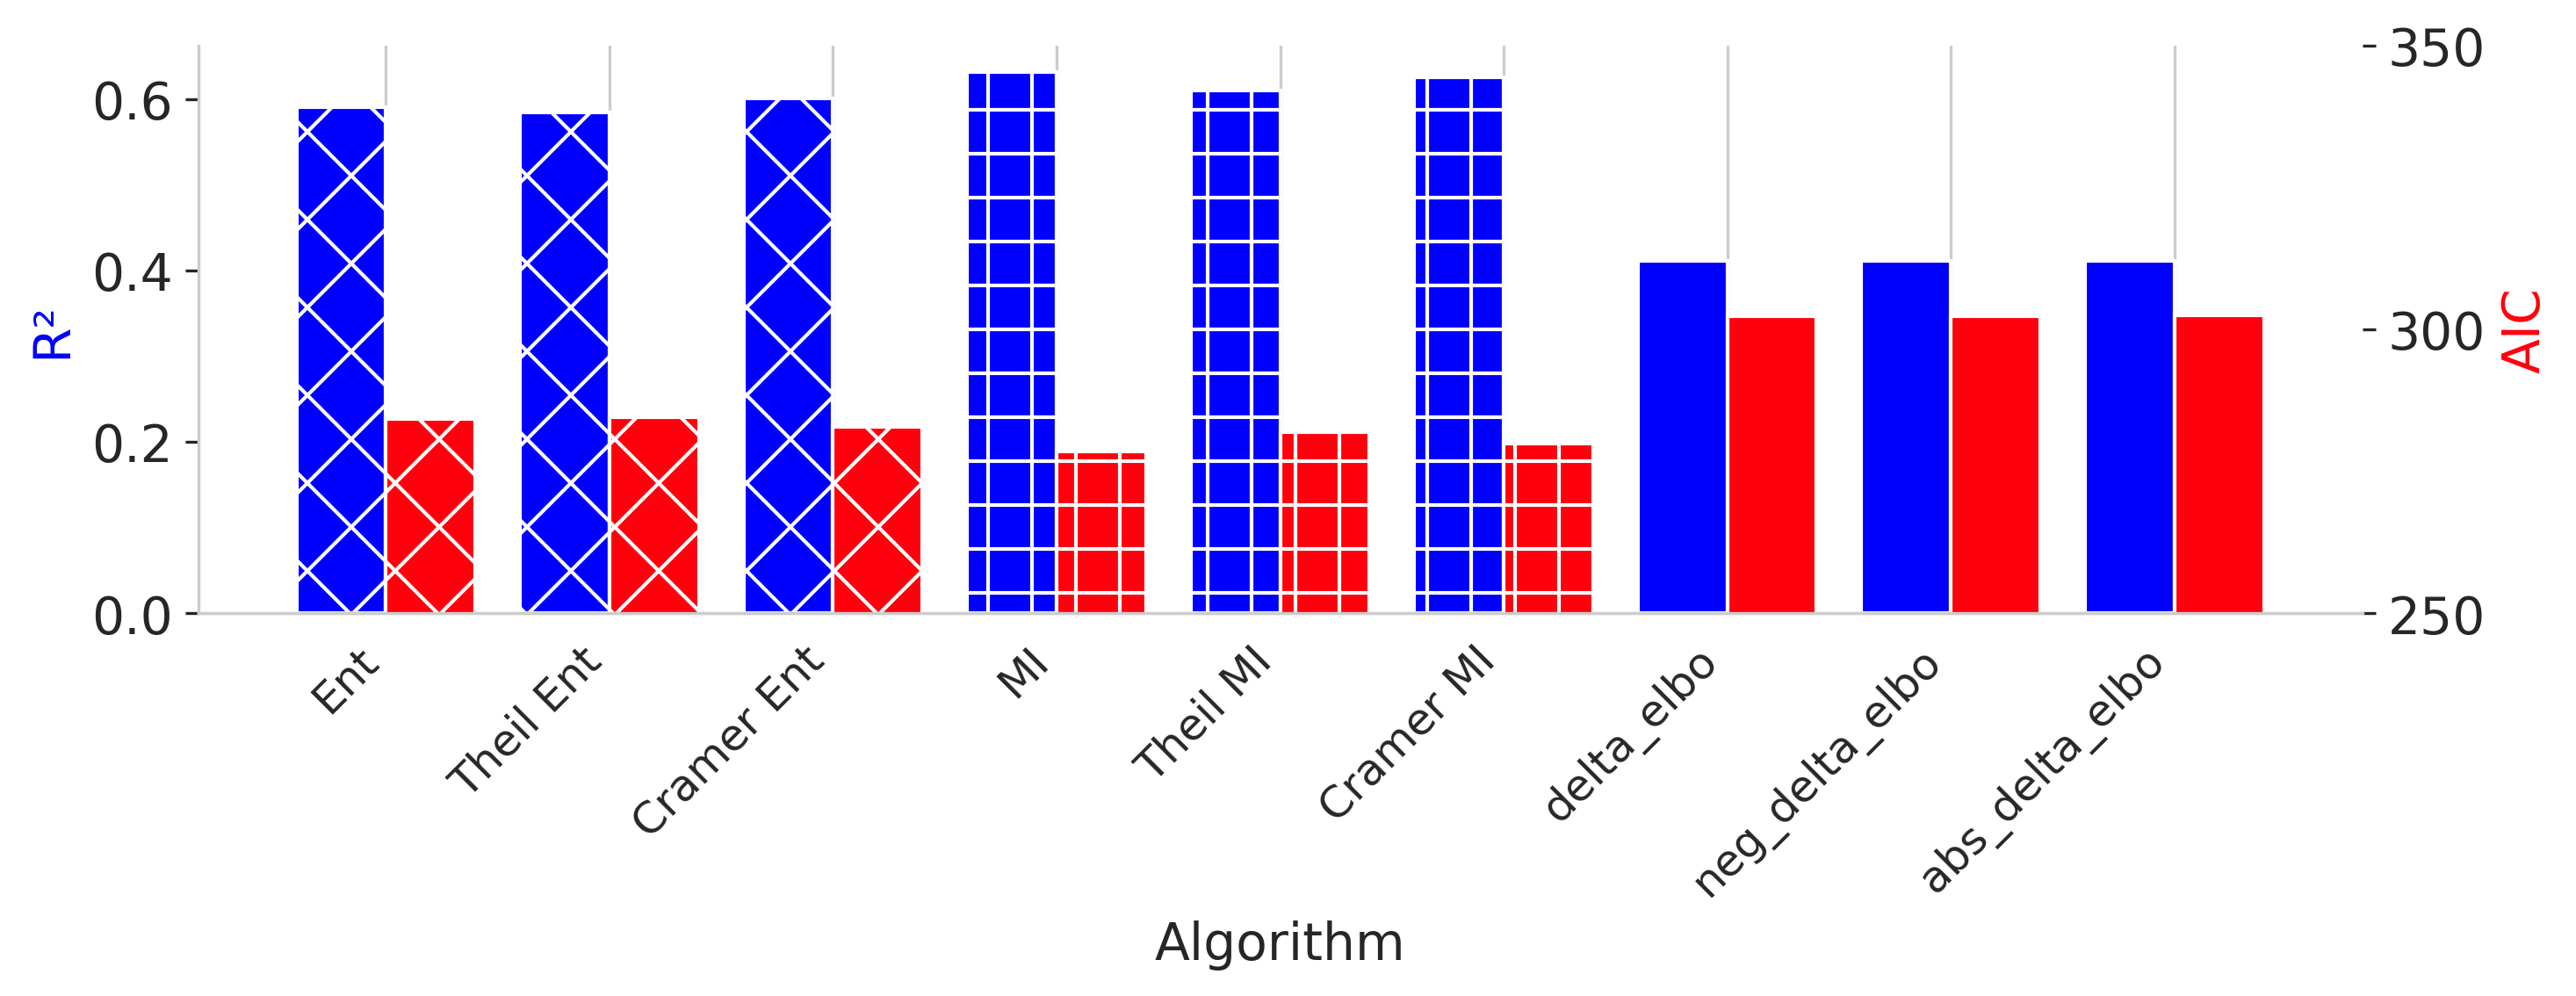 0.6
0.4
0.2
0.0
R²
350
300
250
AIC
Ent
Theil Ent
Cramer Ent
MI
Theil MI
Cramer MI
delta_elbo
neg_delta_elbo
abs_delta_elbo
Algorithm